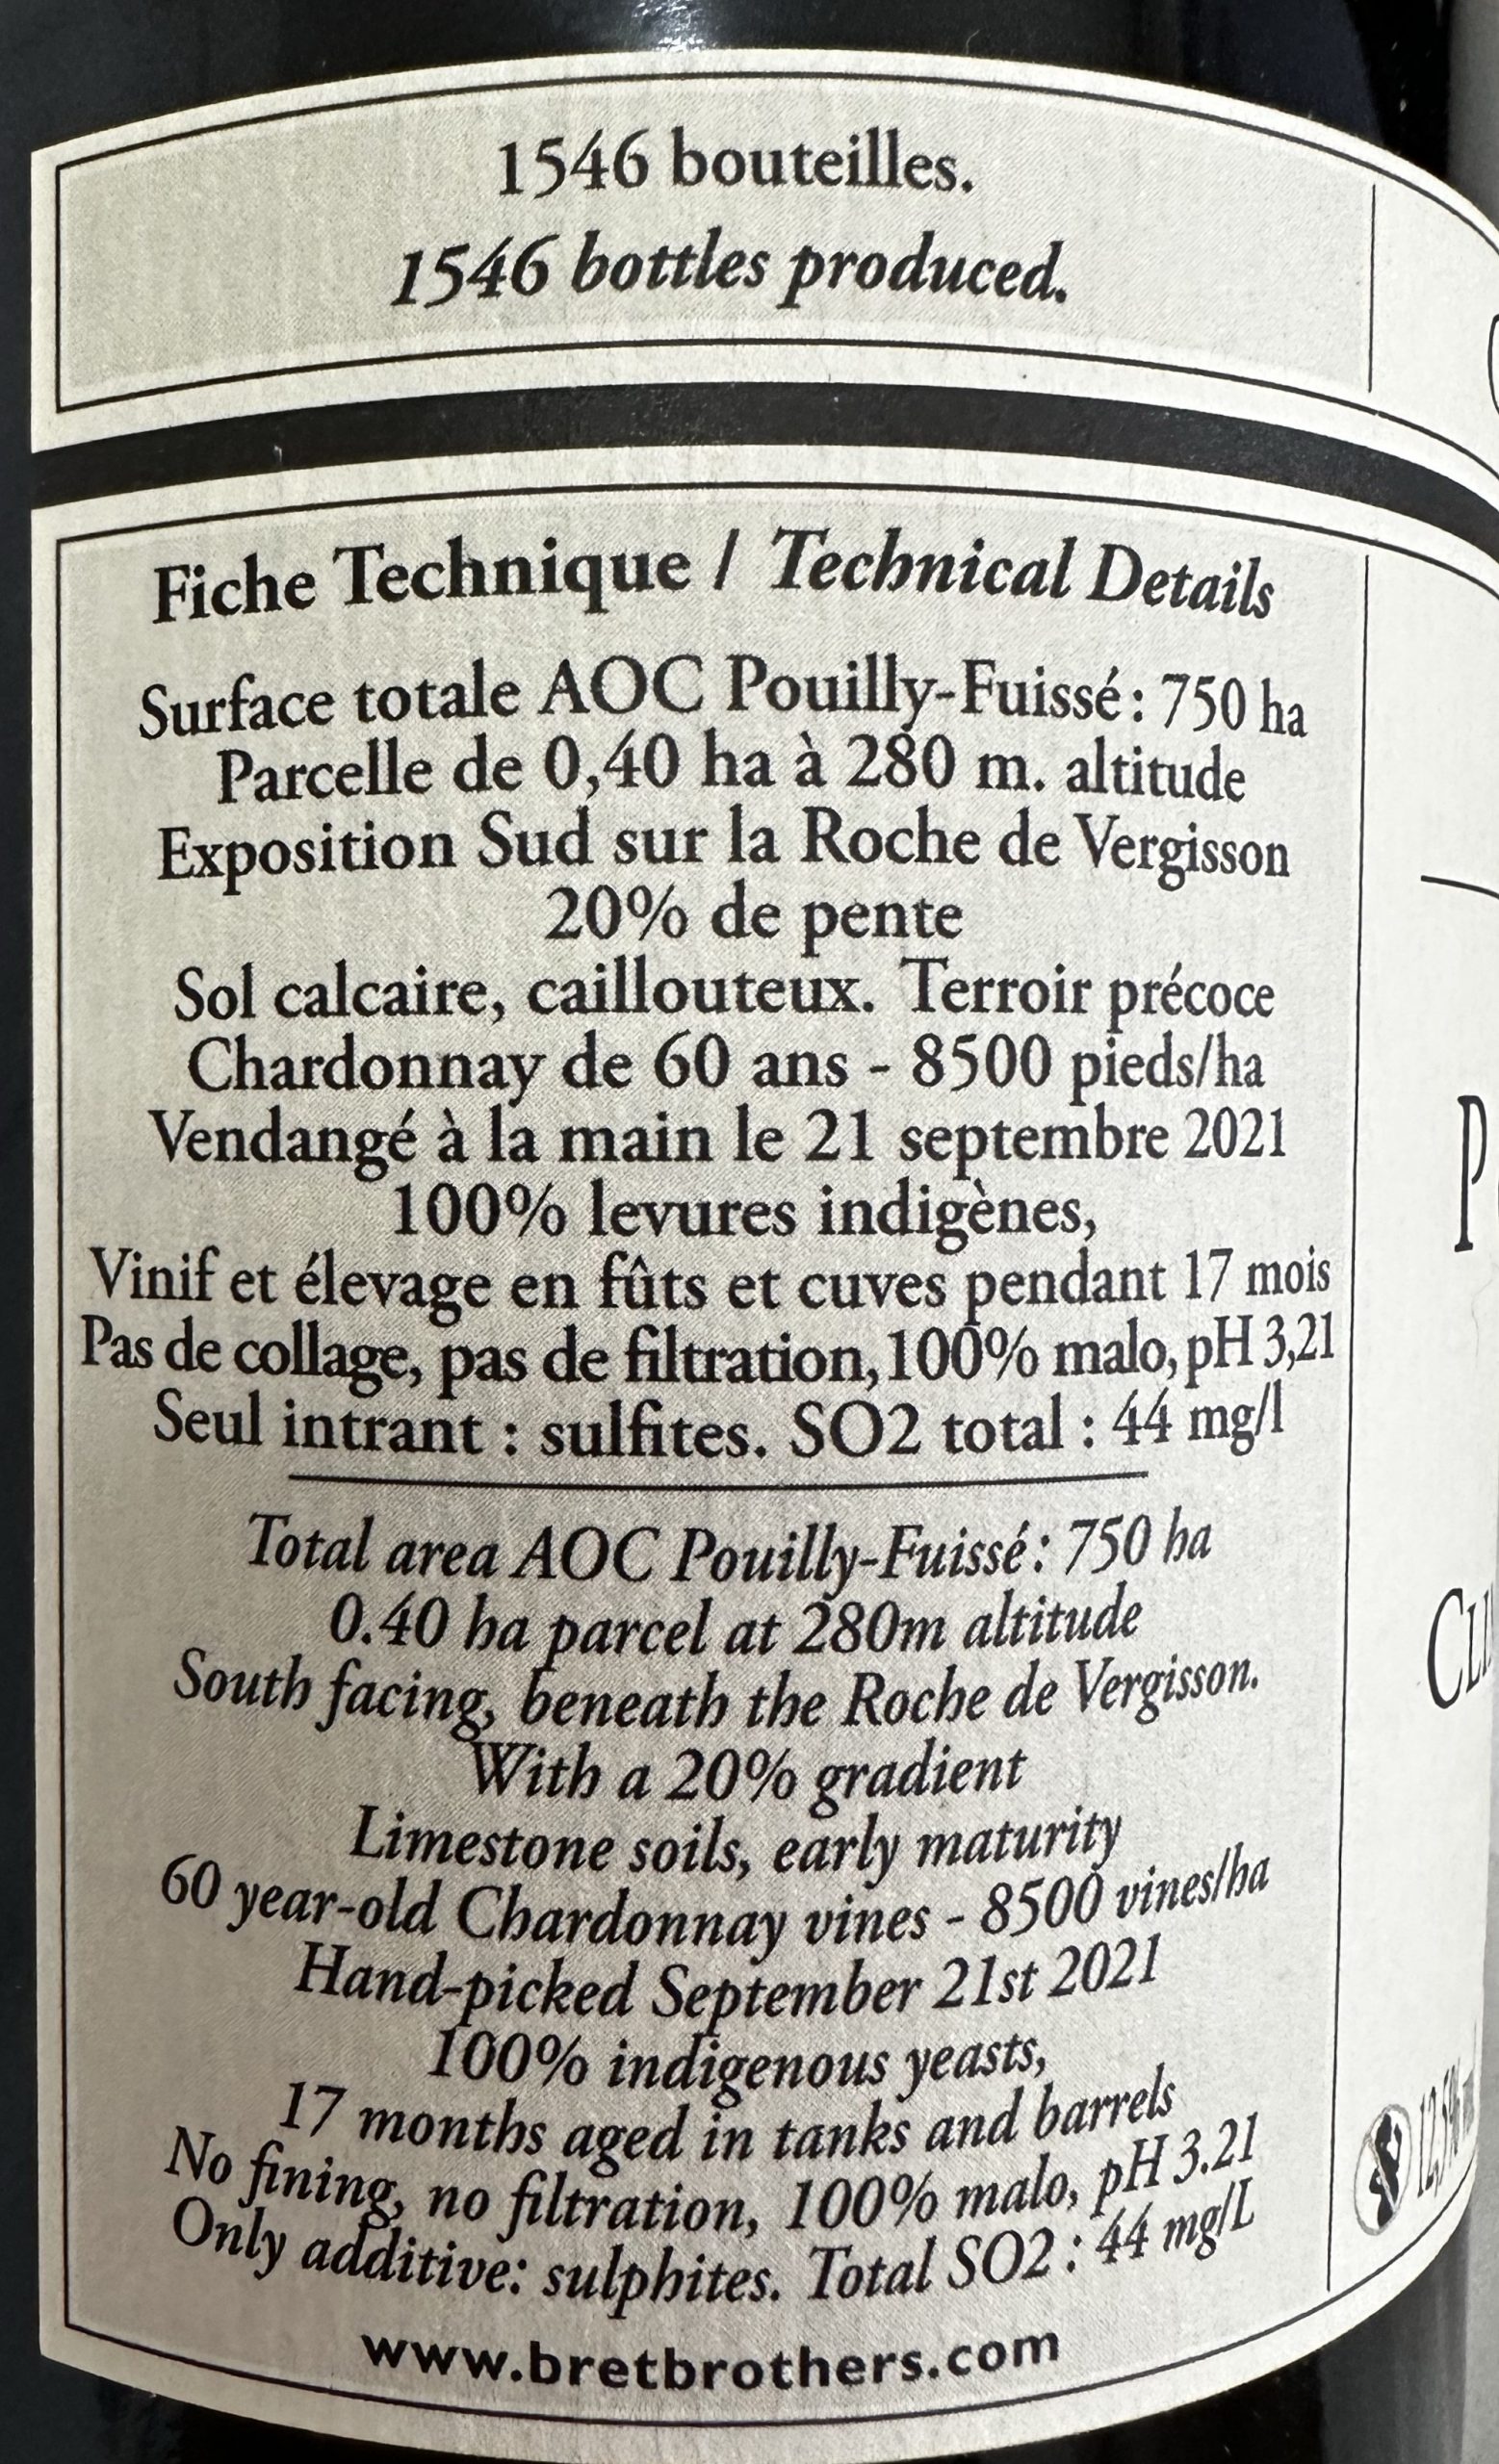 1546 bouteilles.
1546 bottles produced.
Fiche Technique / Technical Details
Surface totale AOC Pouilly-Fuissé: 750 ha
Parcelle de 0,40 ha à 280 m. altitude
Exposition Sud sur la Roche de Vergisson
20% de pente
Sol calcaire, caillouteux. Terroir précoce
Chardonnay de 60 ans - 8500 pieds/ha
Vendangé à la main le 21 septembre 2021
100% levures indigènes,
Vinif et élevage en fûts et cuves pendant 17 mois
Pas de collage, pas de filtration, 100% malo, pH 3,21
Seul intrant : sulfites. SO2 total : 44 mg/l
Total area AOC Pouilly-Fuissé: 750 ha
0.40 ha parcel at 280m altitude
South facing, beneath the Roche de Vergisson.
With a 20% gradient
Limestone soils, early maturity
60 year-old Chardonnay vines - 8500 vines/ha
Hand-picked September 21st 2021
100% indigenous yeasts,
17 months aged in tanks and barrels
No fining, no filtration, 100% malo, pH 3.21
Only additive: sulphites. Total SO2 : 44 mg/L
www.bretbrothers.com